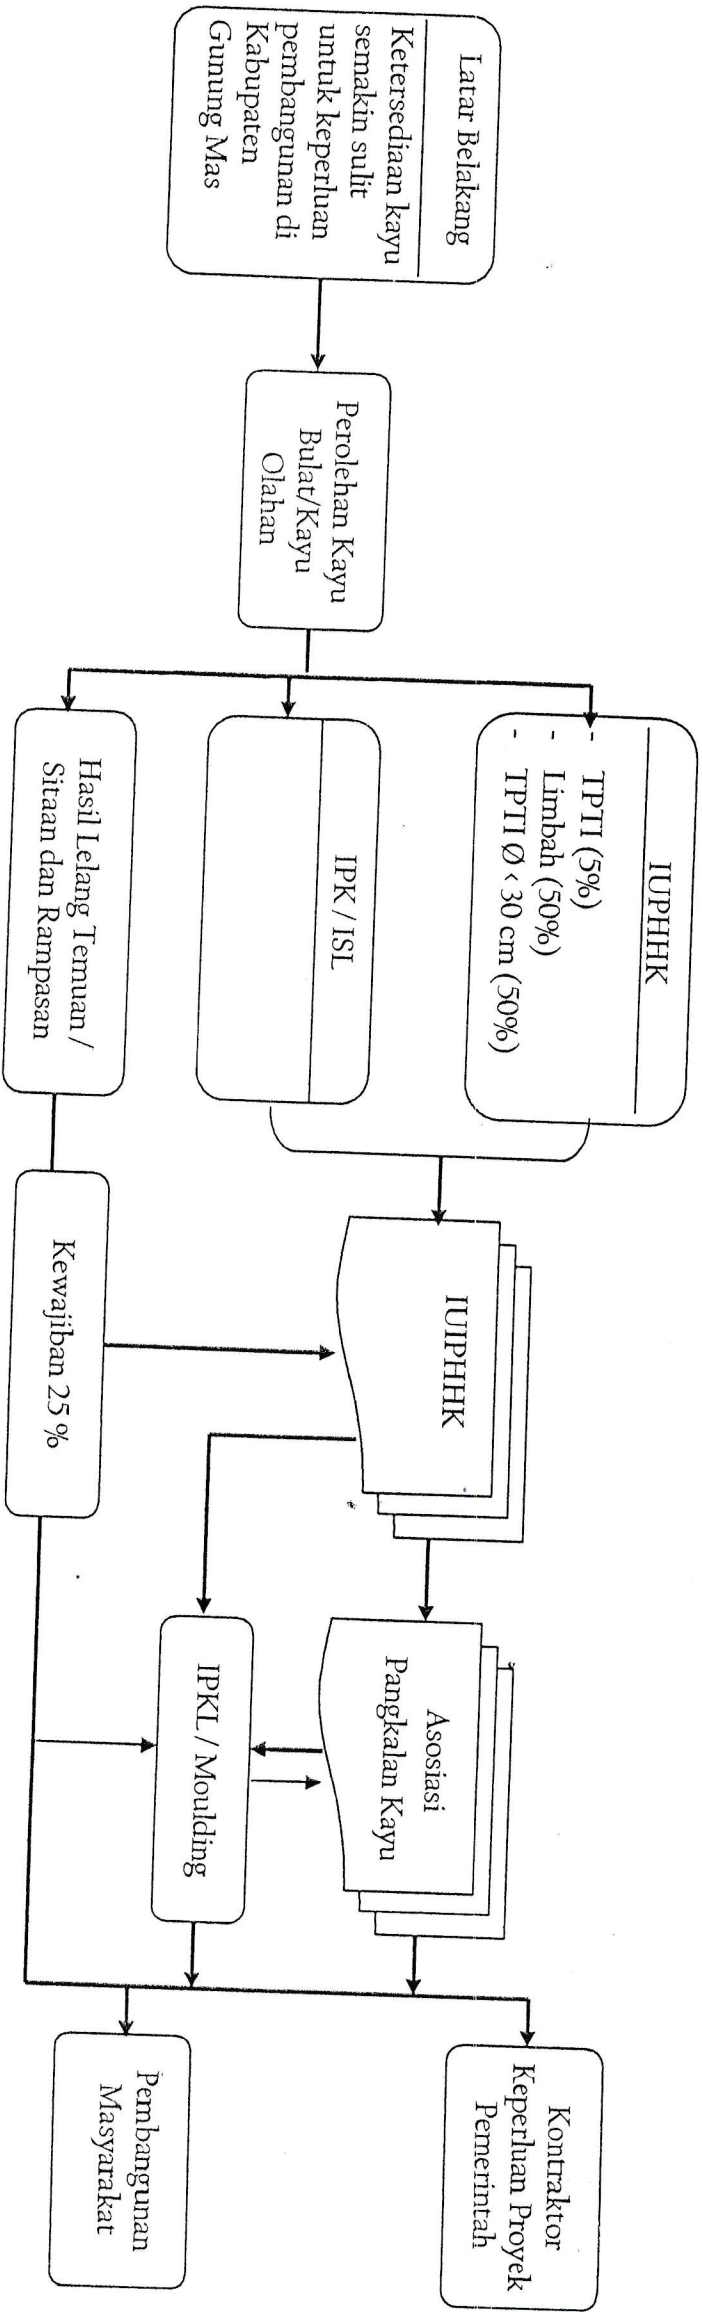 Latar Belakang
Ketersediaan kayu
semakin sulit
untuk keperluan
pembangunan di
Kabupaten
Gunung Mas
Perolehan Kayu
Bulat/Kayu
Olahan
IUPHHK
- TPTI (5%)
- Limbah (50%)
- TPTI Ø < 30 cm (50%)
IPK / ISL
Hasil Lelang Temuan /
Sitaan dan Rampasan
Kewajiban 25 %
IUIPHHK
Asosiasi
Pangkalan Kayu
IPKL / Moulding
Kontraktor
Keperluan Proyek
Pemerintah
Pembangunan
Masyarakat